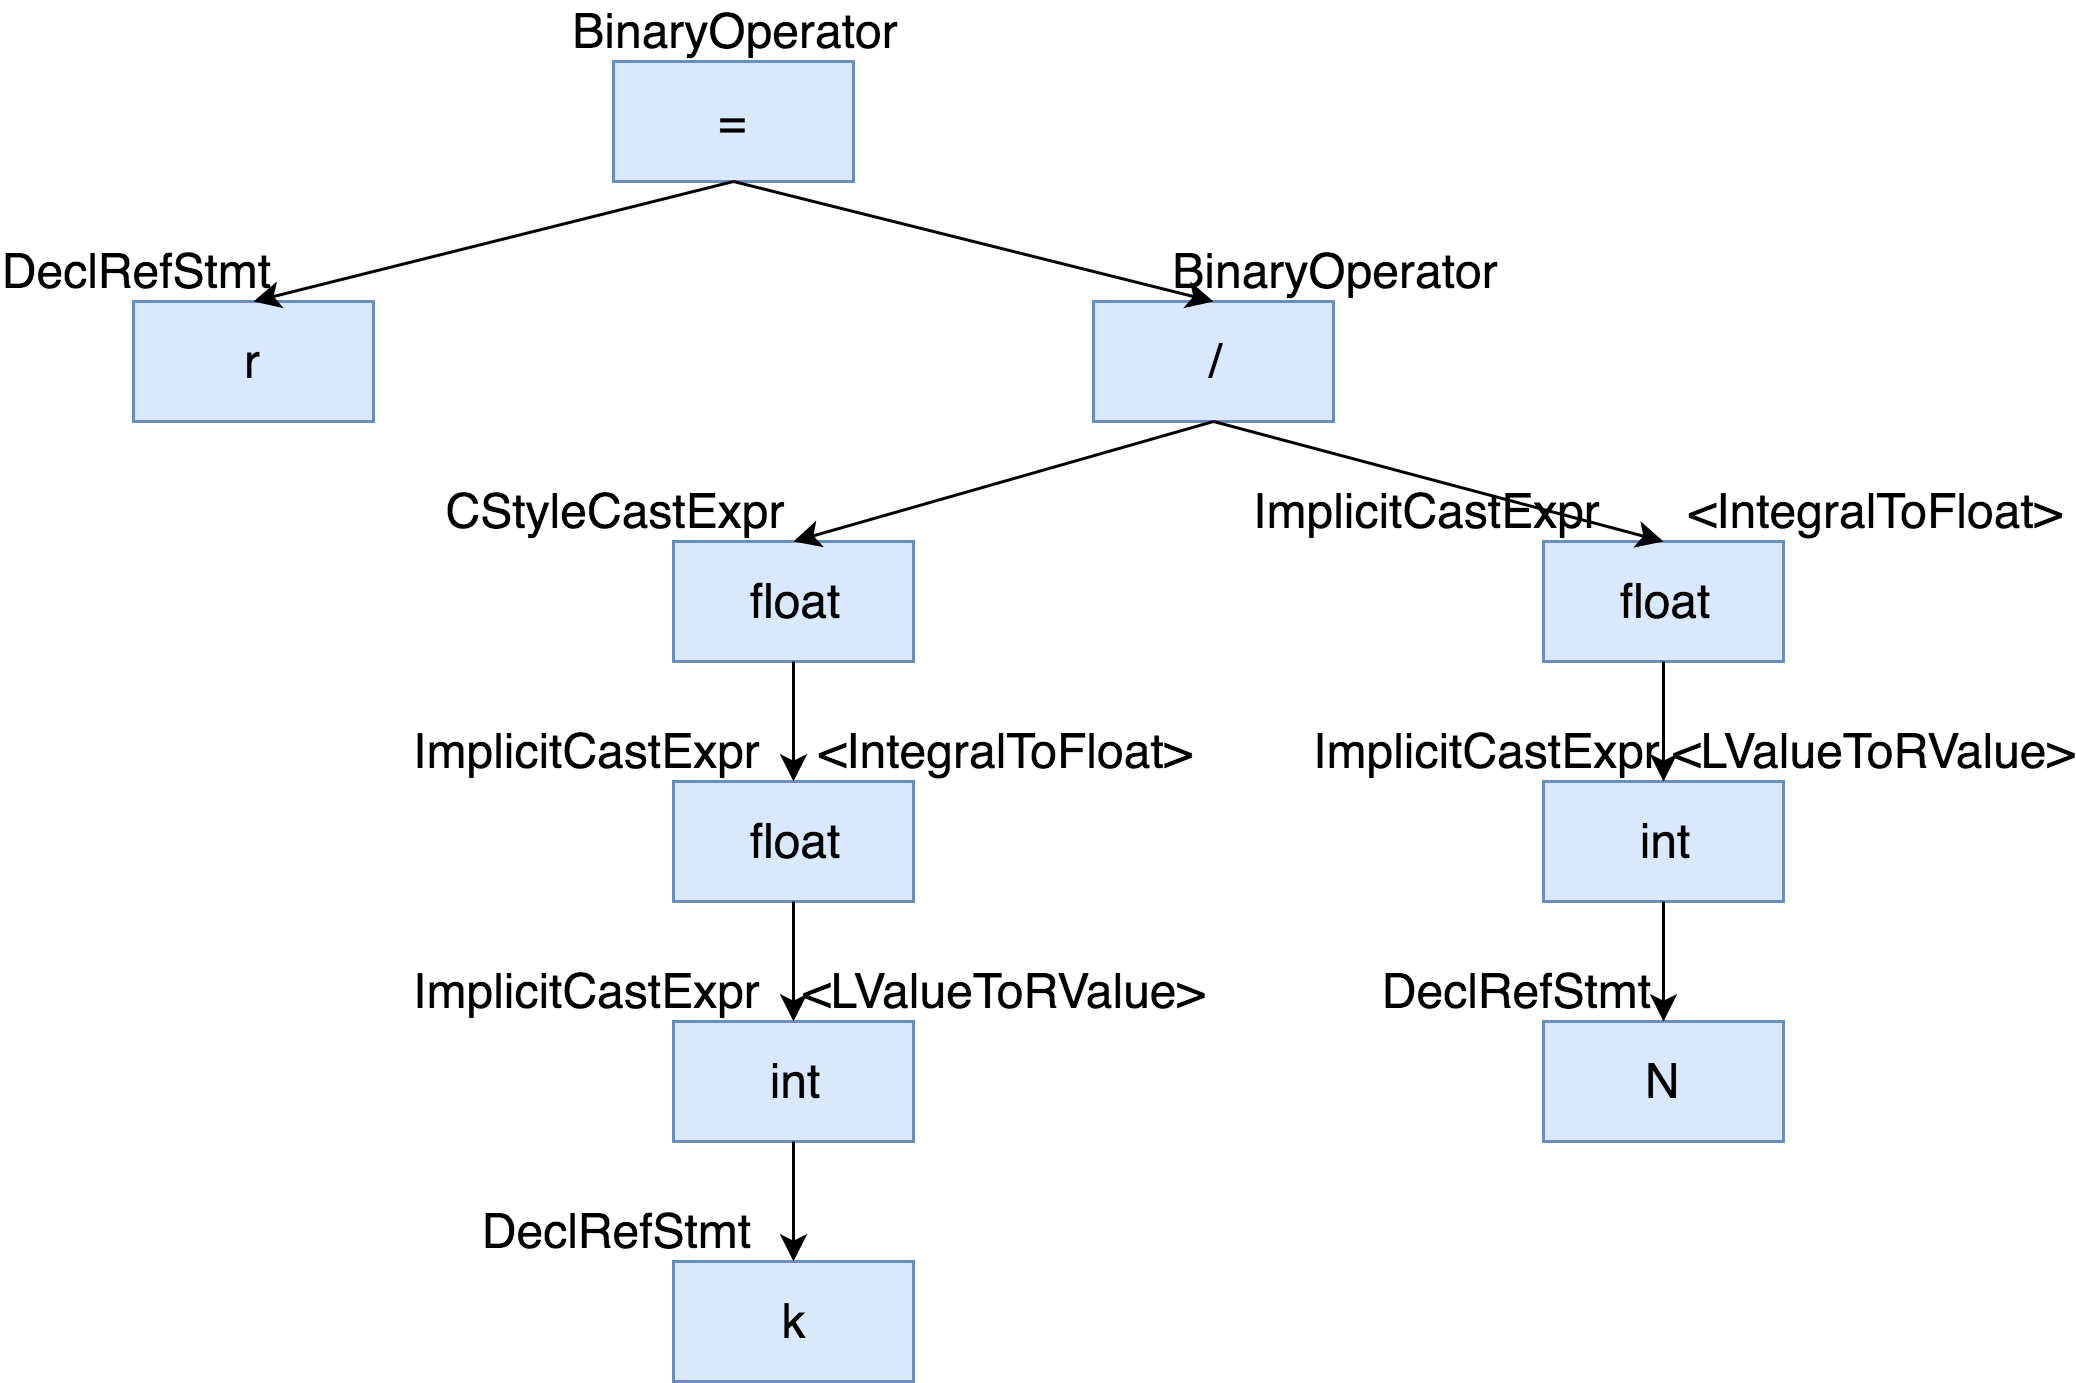 BinaryOperator
=
DeclRefStmt
BinaryOperator
r
/
CStyleCastExpr
ImplicitCastExpr <IntegralToFloat>
float
float
ImplicitCastExpr <IntegralToFloat>
ImplicitCastExpr <LValueToRValue>
float
int
ImplicitCastExpr <LValueToRValue>
DeclRefStmt
int
N
DeclRefStmt
k